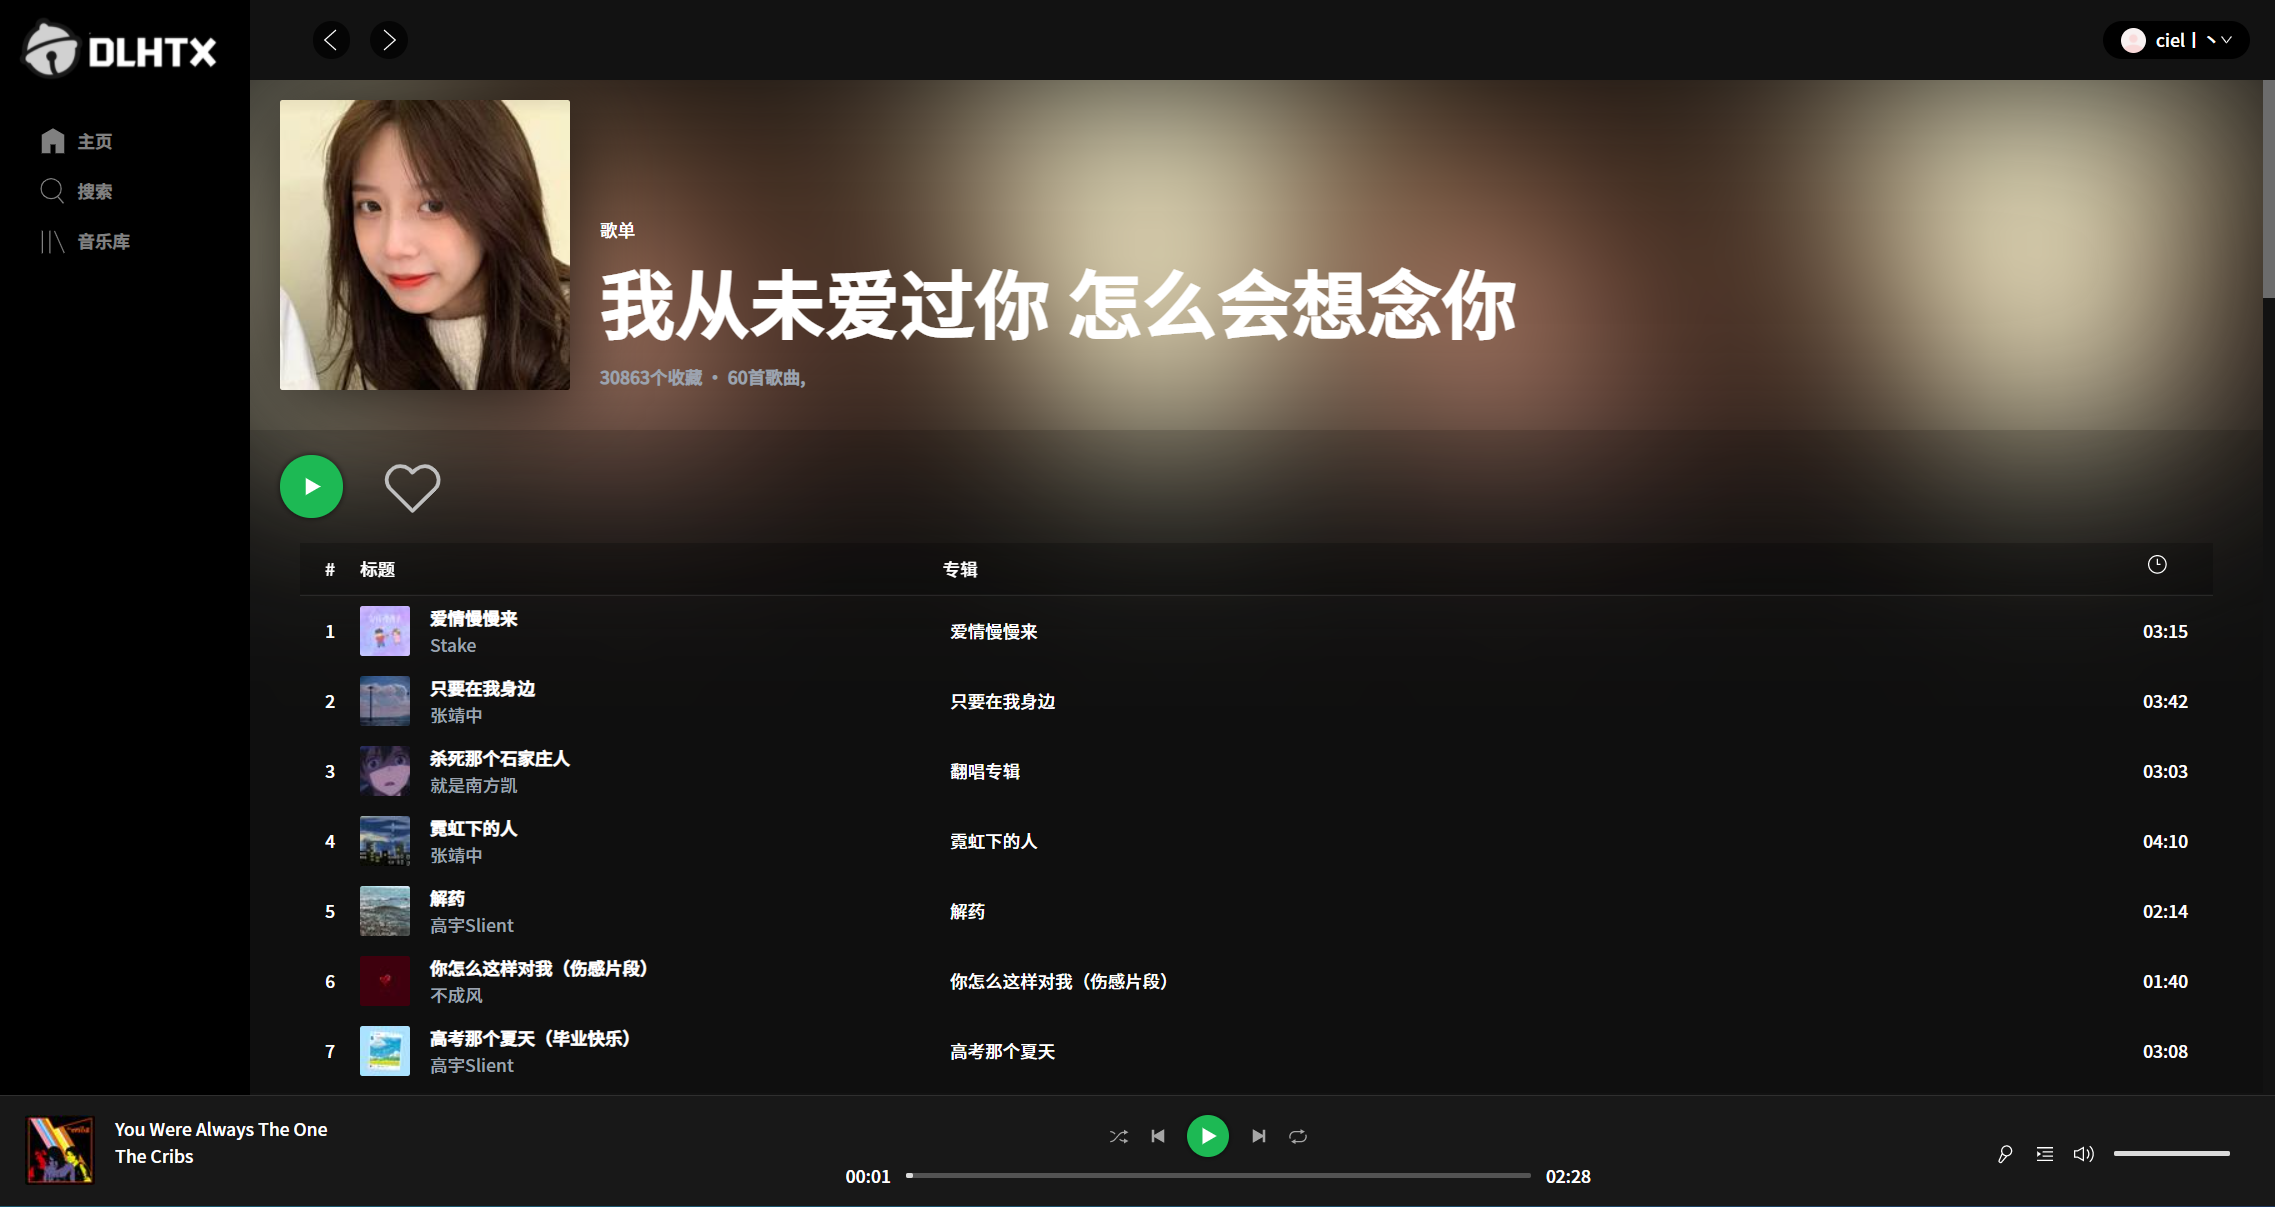 DLHTX
ciel丨丶
主页
搜索
音乐库
歌单
我从未爱过你 怎么会想念你
30863个收藏 · 60首歌曲,
# 标题 专辑
1 爱情慢慢来 爱情慢慢来 03:15
Stake
2 只要在我身边 只要在我身边 03:42
张靖中
3 杀死那个石家庄人 翻唱专辑 03:03
就是南方凯
4 霓虹下的人 霓虹下的人 04:10
张靖中
5 解药 解药 02:14
高宇Slient
6 你怎么这样对我（伤感片段） 你怎么这样对我（伤感片段） 01:40
不成风
7 高考那个夏天（毕业快乐） 高考那个夏天 03:08
高宇Slient
You Were Always The One
The Cribs
00:01 02:28